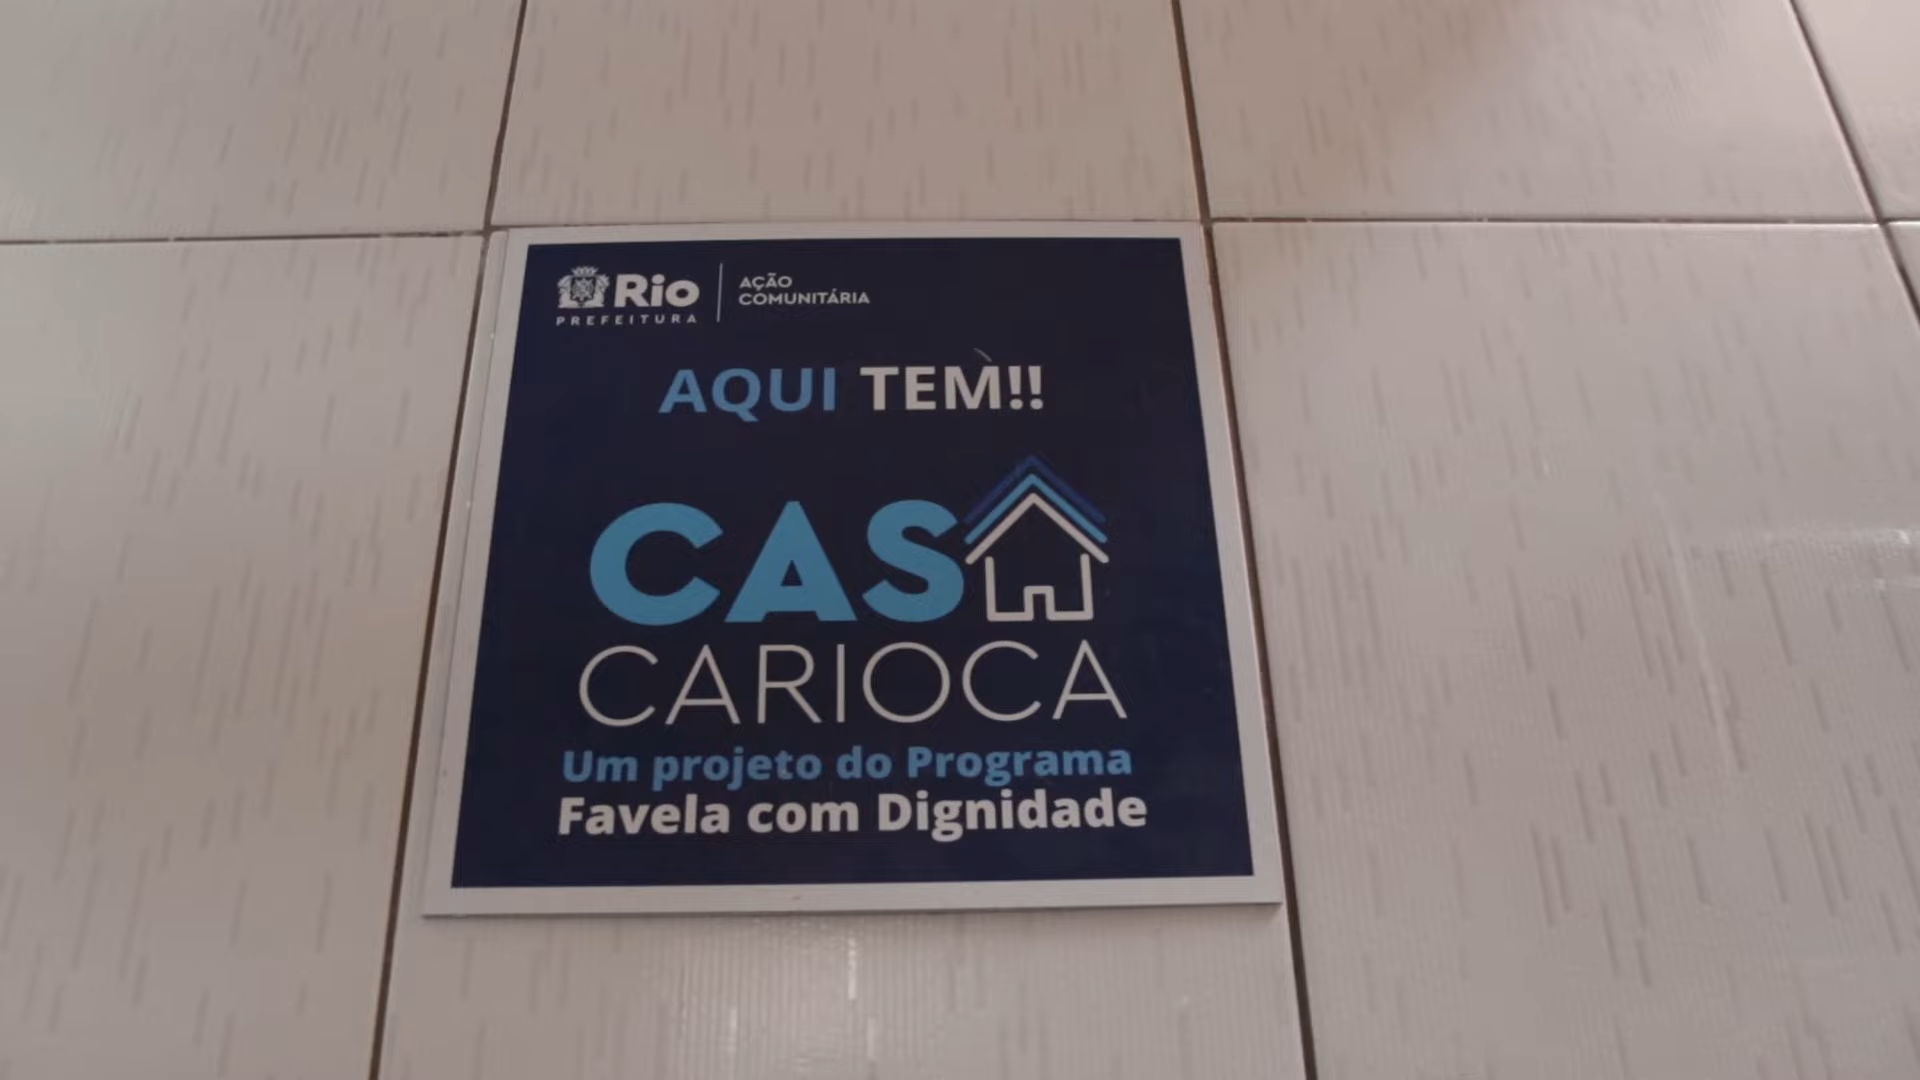 Rio
PREFEITURA
AÇÃO
COMUNITÁRIA
AQUI TEM!!
CAS
CARIOCA
Um projeto do Programa
Favela com Dignidade